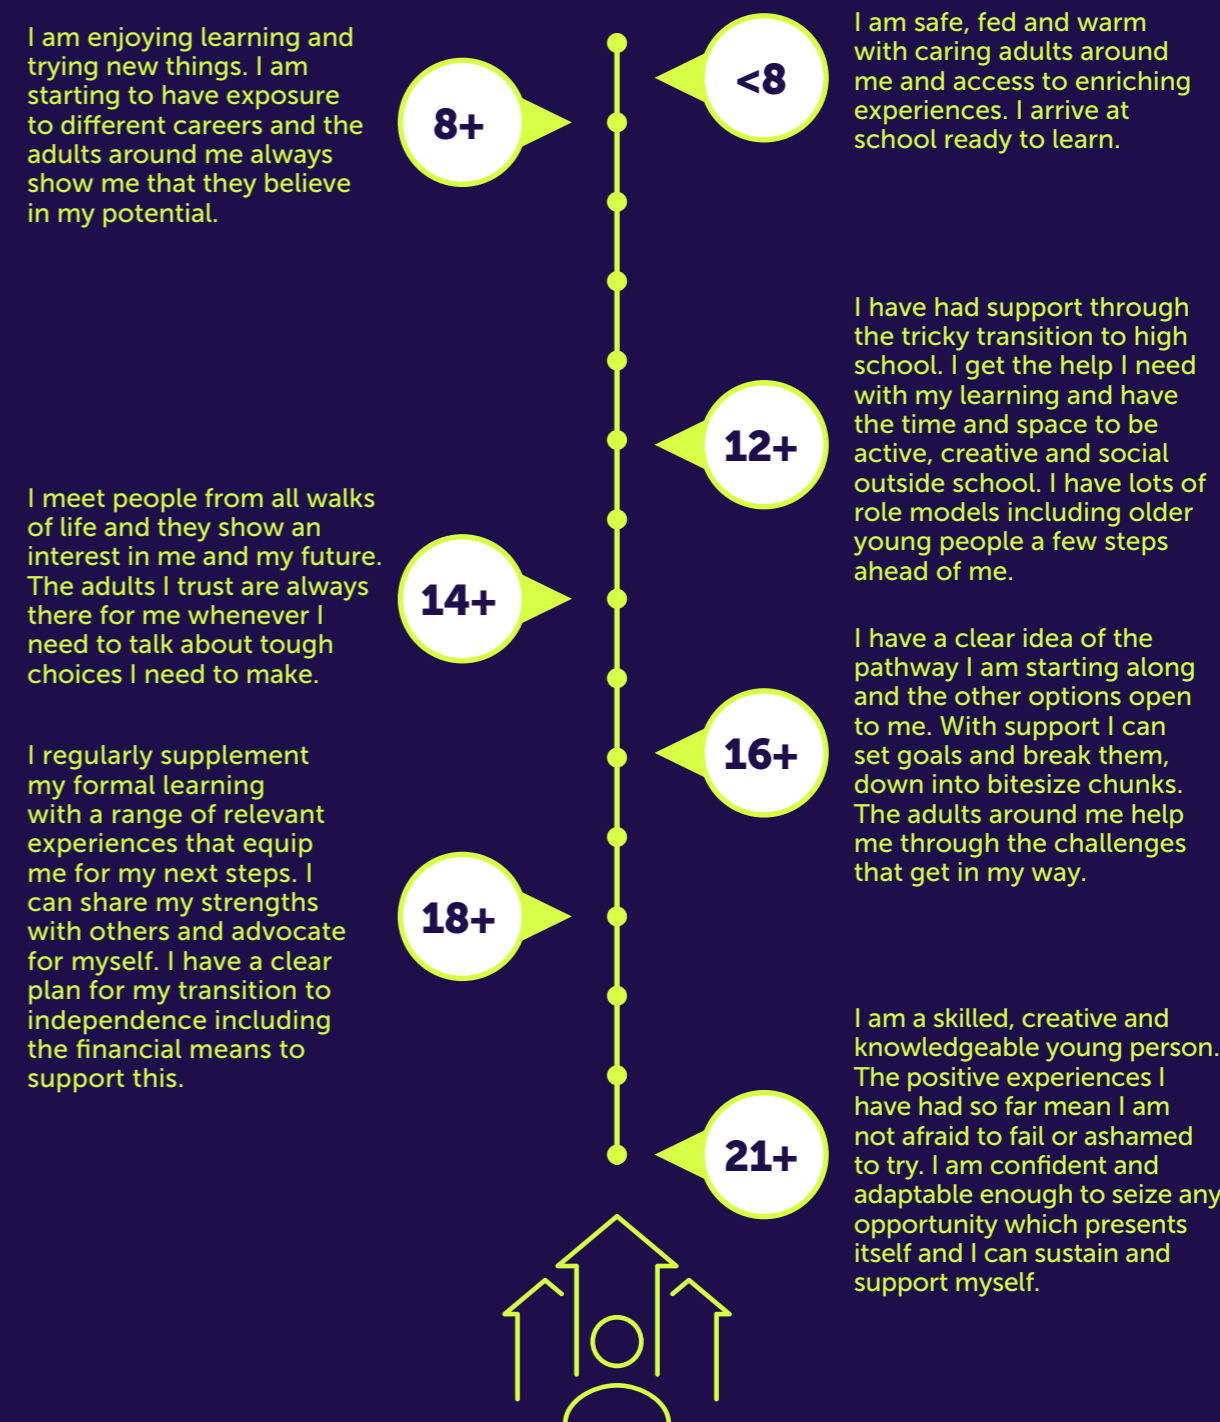 <8
I am safe, fed and warm
with caring adults around
me and access to enriching
experiences. I arrive at
school ready to learn.
8+
I am enjoying learning and
trying new things. I am
starting to have exposure
to different careers and the
adults around me always
show me that they believe
in my potential.
12+
I have had support through
the tricky transition to high
school. I get the help I need
with my learning and have
the time and space to be
active, creative and social
outside school. I have lots of
role models including older
young people a few steps
ahead of me.
14+
I meet people from all walks
of life and they show an
interest in me and my future.
The adults I trust are always
there for me whenever I
need to talk about tough
choices I need to make.
16+
I have a clear idea of the
pathway I am starting along
and the other options open
to me. With support I can
set goals and break them,
down into bitesize chunks.
The adults around me help
me through the challenges
that get in my way.
18+
I regularly supplement
my formal learning
with a range of relevant
experiences that equip
me for my next steps. I
can share my strengths
with others and advocate
for myself. I have a clear
plan for my transition to
independence including
the financial means to
support this.
21+
I am a skilled, creative and
knowledgeable young person.
The positive experiences I
have had so far mean I am
not afraid to fail or ashamed
to try. I am confident and
adaptable enough to seize any
opportunity which presents
itself and I can sustain and
support myself.